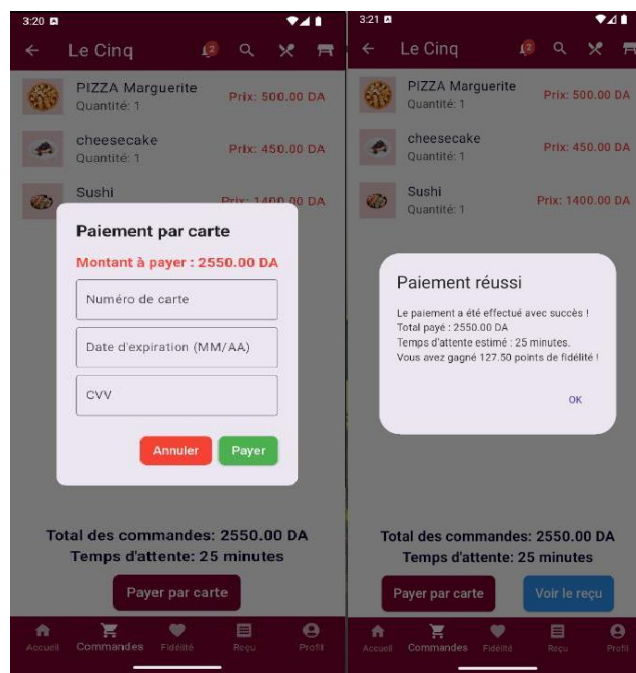 3:20
Le Cinq
2
PIZZA Marguerite
Quantité: 1
Prix: 500.00 DA
cheesecake
Quantité: 1
Prix: 450.00 DA
Sushi
Prix: 1400.00 DA
Paiement par carte
Montant à payer : 2550.00 DA
Numéro de carte
Date d'expiration (MM/AA)
CVV
Annuler
Payer
Total des commandes: 2550.00 DA
Temps d'attente: 25 minutes
Payer par carte
Accueil
Commandes
Fidélité
Reçu
Profil
3:21
Le Cinq
2
PIZZA Marguerite
Quantité: 1
Prix: 500.00 DA
cheesecake
Quantité: 1
Prix: 450.00 DA
Sushi
Quantité: 1
Prix: 1400.00 DA
Paiement réussi
Le paiement a été effectué avec succès !
Total payé : 2550.00 DA
Temps d'attente estimé : 25 minutes.
Vous avez gagné 127.50 points de fidélité !
OK
Total des commandes: 2550.00 DA
Temps d'attente: 25 minutes
Payer par carte
Voir le reçu
Accueil
Commandes
Fidélité
Reçu
Profil